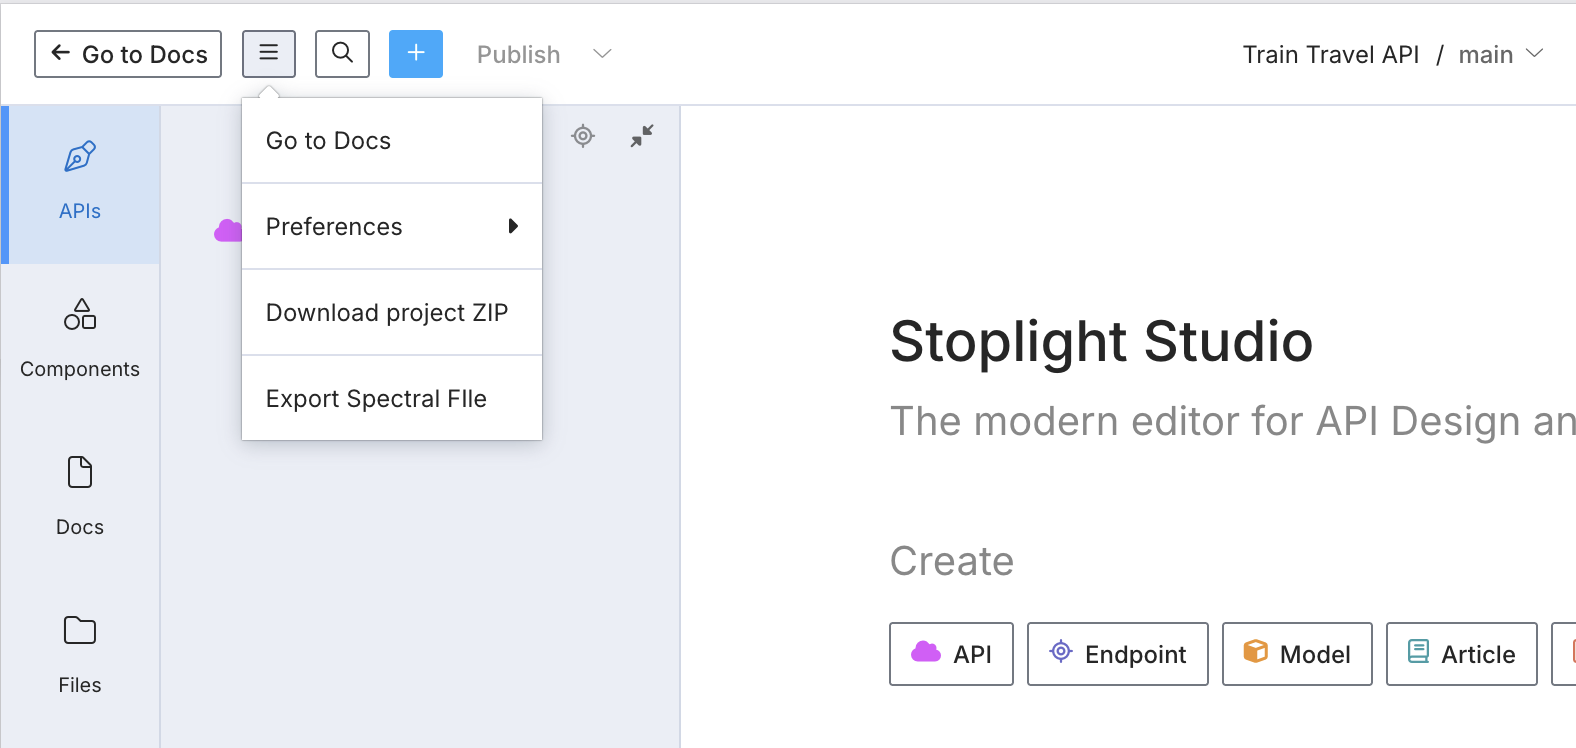 Go to Docs
Publish
Train Travel API / main
Go to Docs
Preferences
Download project ZIP
Export Spectral FIle
APIs
Components
Docs
Files
Stoplight Studio
The modern editor for API Design an
Create
API
Endpoint
Model
Article